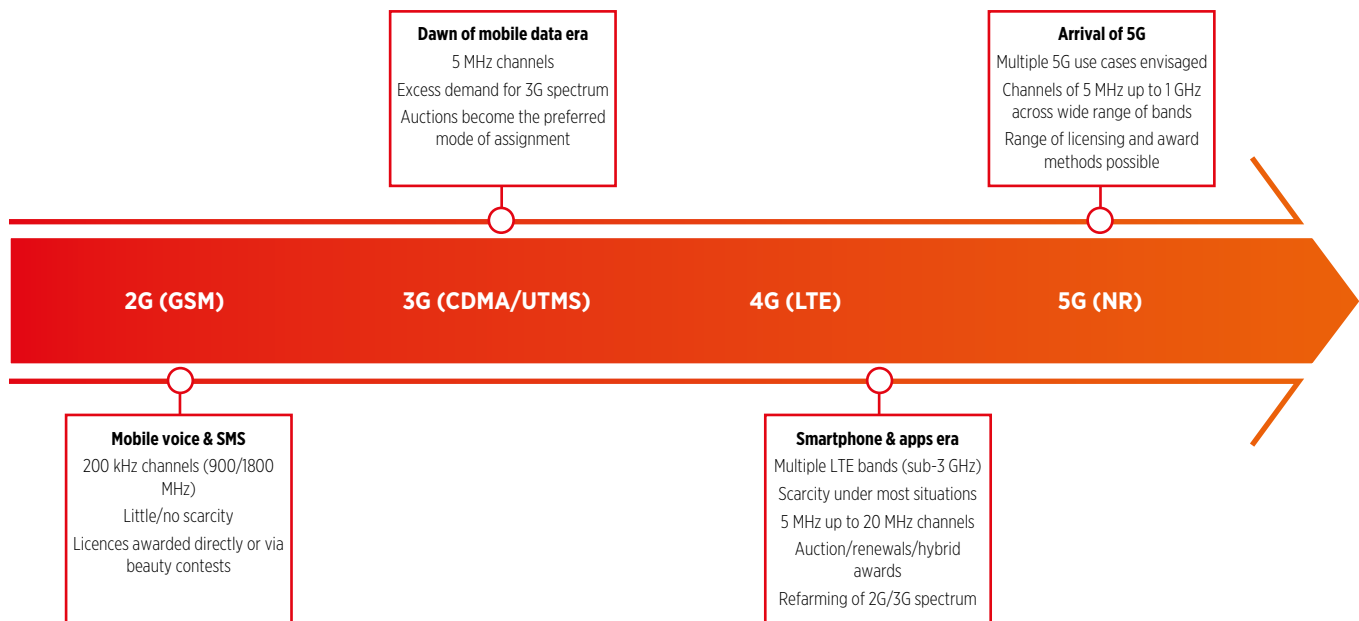 Dawn of mobile data era
5 MHz channels
Excess demand for 3G spectrum
Auctions become the preferred
mode of assignment
Arrival of 5G
Multiple 5G use cases envisaged
Channels of 5 MHz up to 1 GHz
across wide range of bands
Range of licensing and award
methods possible
2G (GSM)
3G (CDMA/UTMS)
4G (LTE)
5G (NR)
Mobile voice & SMS
200 kHz channels (900/1800
MHz)
Little/no scarcity
Licences awarded directly or via
beauty contests
Smartphone & apps era
Multiple LTE bands (sub-3 GHz)
Scarcity under most situations
5 MHz up to 20 MHz channels
Auction/renewals/hybrid
awards
Refarming of 2G/3G spectrum